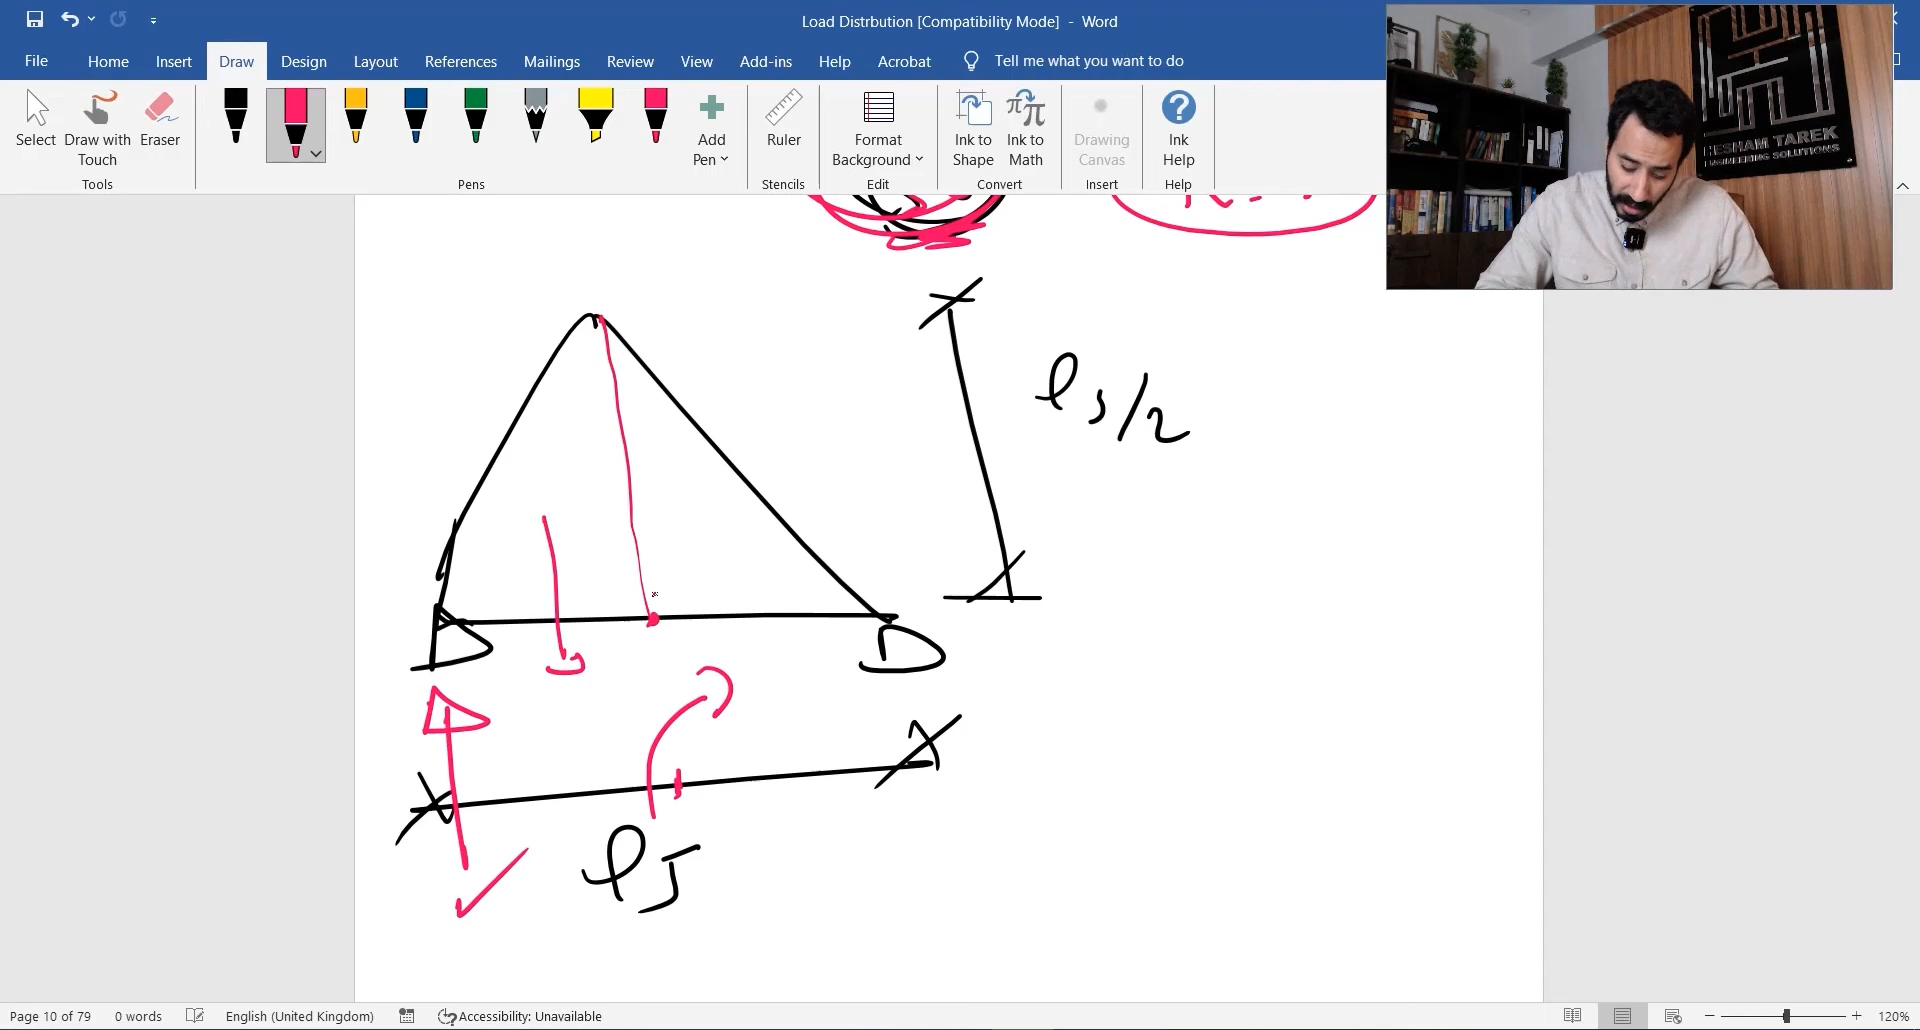 Load Distrbution [Compatibility Mode] - Word
File Home Insert Draw Design Layout References Mailings Review View Add-ins Help Acrobat Tell me what you want to do
Select
Draw with Touch
Eraser
Tools
Add Pen
Pens
Ruler
Stencils
Format Background
Edit
Ink to Shape
Ink to Math
Convert
Drawing Canvas
Insert
Ink Help
Help
HESHAM TAREK
ENGINEERING SOLUTIONS
ls/2
ls
Page 10 of 79 0 words English (United Kingdom) Accessibility: Unavailable 120%